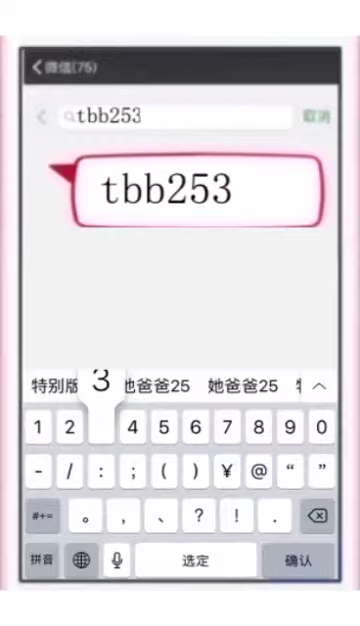 微信(75)
tbb253
取消
tbb253
特别版 3 他爸爸25 她爸爸25
1 2 4 5 6 7 8 9 0
- / : ; ( ) ¥ @ “ ”
#+= 。 , 、 ? ! .
拼音 选定 确认